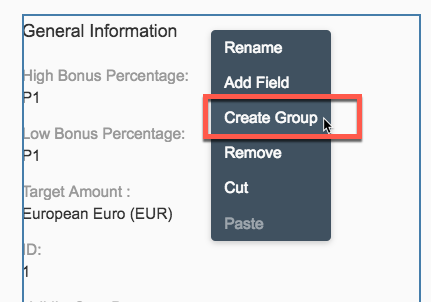 General Information
High Bonus Percentage:
P1
Low Bonus Percentage:
P1
Target Amount :
European Euro (EUR)
ID:
1
Rename
Add Field
Create Group
Remove
Cut
Paste